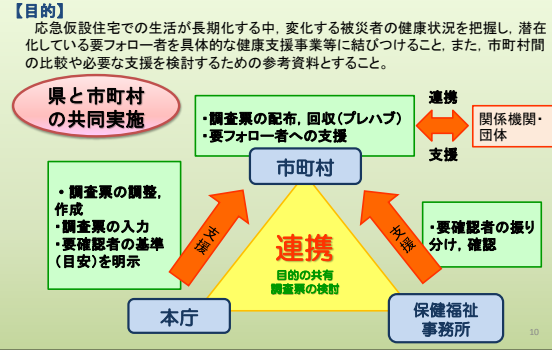 【目的】
応急仮設住宅での生活が長期化する中，変化する被災者の健康状況を把握し，潜在
化している要フォロー者を具体的な健康支援事業等に結びつけること，また，市町村間
の比較や必要な支援を検討するための参考資料とすること。
県と市町村
の共同実施
・調査票の配布，回収（プレハブ）
・要フォロー者への支援
連携
支援
関係機関・
団体
市町村
・調査票の調整，
作成
・調査票の入力
・要確認者の基準
（目安）を明示
支援
支援
・要確認者の振り
分け，確認
連携
目的の共有
調査票の検討
本庁
保健福祉
事務所
10